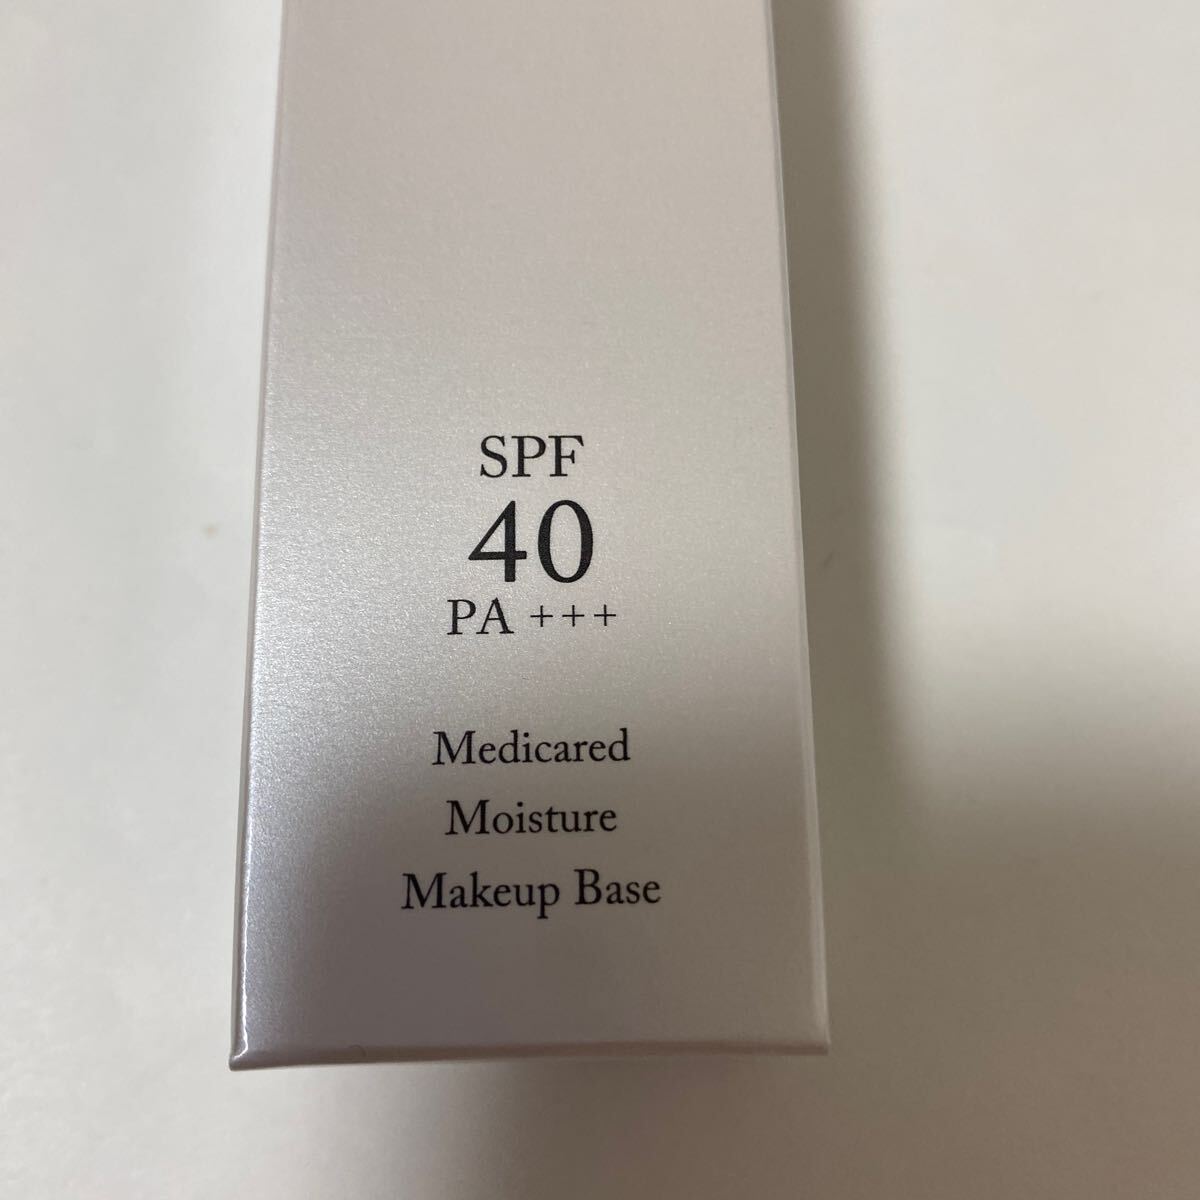 SPF
40
PA +++
Medicared
Moisture
Makeup Base